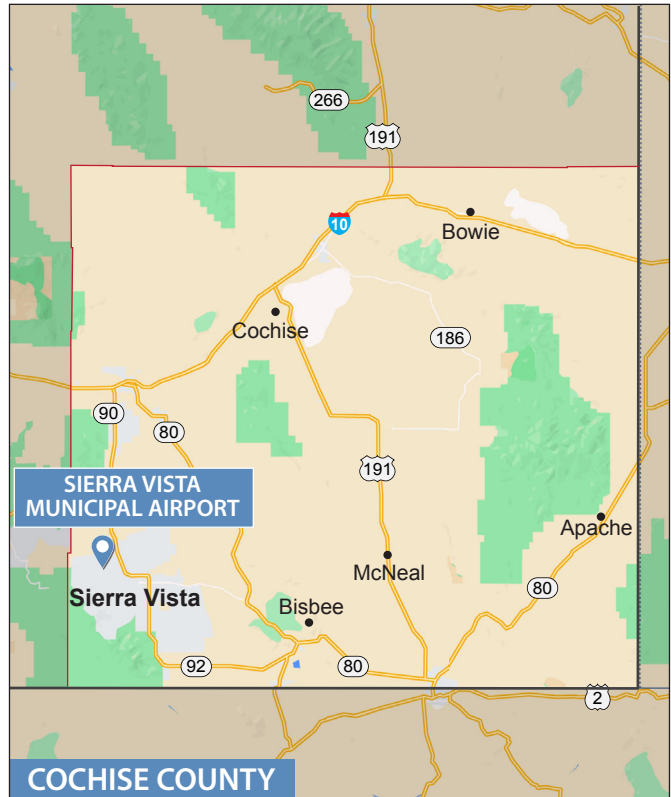 266
191
10
Bowie
Cochise
186
90
80
191
SIERRA VISTA
MUNICIPAL AIRPORT
Apache
McNeal
80
Sierra Vista
Bisbee
92
80
2
COCHISE COUNTY